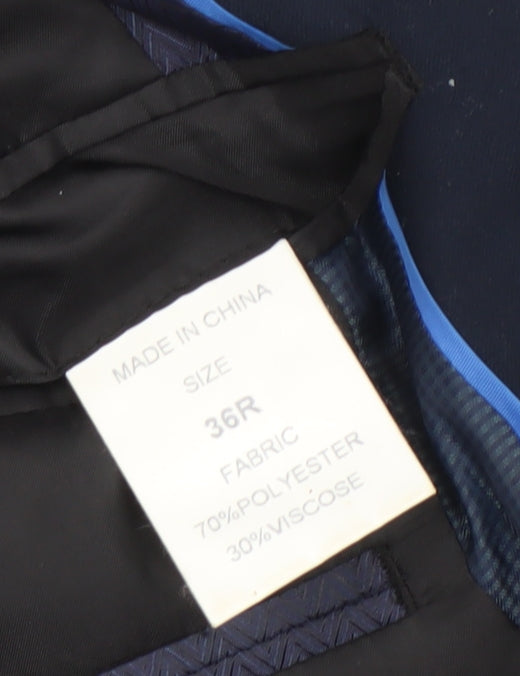 MADE IN CHINA
SIZE
36R
FABRIC
70%POLYESTER
30%VISCOSE